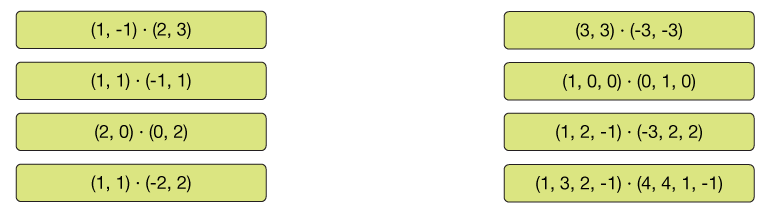 (1, -1) · (2, 3)
(1, 1) · (-1, 1)
(2, 0) · (0, 2)
(1, 1) · (-2, 2)
(3, 3) · (-3, -3)
(1, 0, 0) · (0, 1, 0)
(1, 2, -1) · (-3, 2, 2)
(1, 3, 2, -1) · (4, 4, 1, -1)